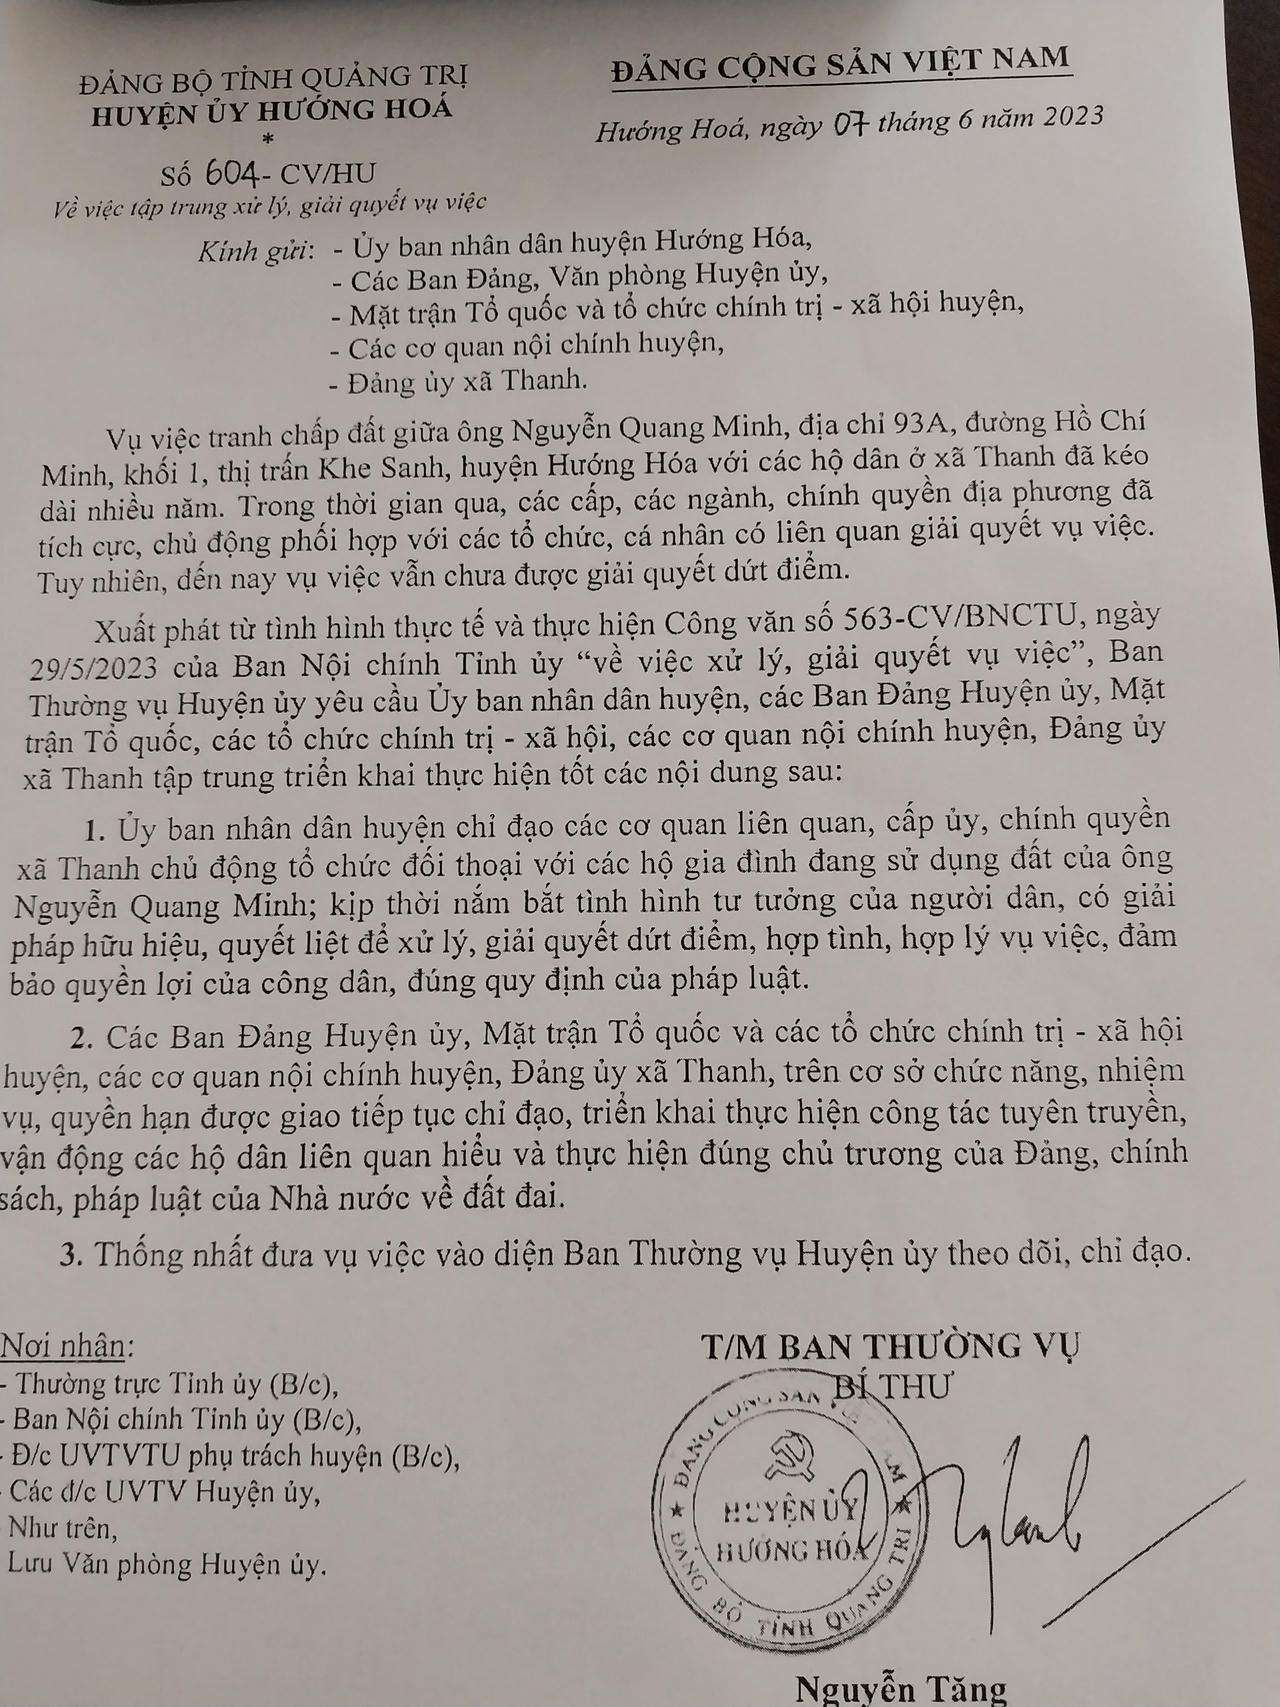 ĐẢNG BỘ TỈNH QUẢNG TRỊ
HUYỆN ỦY HƯỚNG HOÁ
*
Số 604- CV/HU
Về việc tập trung xử lý, giải quyết vụ việc
ĐẢNG CỘNG SẢN VIỆT NAM
Hướng Hoá, ngày 07 tháng 6 năm 2023
Kính gửi: - Ủy ban nhân dân huyện Hướng Hóa,
- Các Ban Đảng, Văn phòng Huyện ủy,
- Mặt trận Tổ quốc và tổ chức chính trị - xã hội huyện,
- Các cơ quan nội chính huyện,
- Đảng ủy xã Thanh.
Vụ việc tranh chấp đất giữa ông Nguyễn Quang Minh, địa chỉ 93A, đường Hồ Chí
Minh, khối 1, thị trấn Khe Sanh, huyện Hướng Hóa với các hộ dân ở xã Thanh đã kéo
dài nhiều năm. Trong thời gian qua, các cấp, các ngành, chính quyền địa phương đã
tích cực, chủ động phối hợp với các tổ chức, cá nhân có liên quan giải quyết vụ việc.
Tuy nhiên, đến nay vụ việc vẫn chưa được giải quyết dứt điểm.
Xuất phát từ tình hình thực tế và thực hiện Công văn số 563-CV/BNCTU, ngày
29/5/2023 của Ban Nội chính Tỉnh ủy “về việc xử lý, giải quyết vụ việc”, Ban
Thường vụ Huyện ủy yêu cầu Ủy ban nhân dân huyện, các Ban Đảng Huyện ủy, Mặt
trận Tổ quốc, các tổ chức chính trị - xã hội, các cơ quan nội chính huyện, Đảng ủy
xã Thanh tập trung triển khai thực hiện tốt các nội dung sau:
1. Ủy ban nhân dân huyện chỉ đạo các cơ quan liên quan, cấp ủy, chính quyền
xã Thanh chủ động tổ chức đối thoại với các hộ gia đình đang sử dụng đất của ông
Nguyễn Quang Minh; kịp thời nắm bắt tình hình tư tưởng của người dân, có giải
pháp hữu hiệu, quyết liệt để xử lý, giải quyết dứt điểm, hợp tình, hợp lý vụ việc, đảm
bảo quyền lợi của công dân, đúng quy định của pháp luật.
2. Các Ban Đảng Huyện ủy, Mặt trận Tổ quốc và các tổ chức chính trị - xã hội
huyện, các cơ quan nội chính huyện, Đảng ủy xã Thanh, trên cơ sở chức năng, nhiệm
vụ, quyền hạn được giao tiếp tục chỉ đạo, triển khai thực hiện công tác tuyên truyền,
vận động các hộ dân liên quan hiểu và thực hiện đúng chủ trương của Đảng, chính
sách, pháp luật của Nhà nước về đất đai.
3. Thống nhất đưa vụ việc vào diện Ban Thường vụ Huyện ủy theo dõi, chỉ đạo.
Nơi nhận:
- Thường trực Tỉnh ủy (B/c),
- Ban Nội chính Tỉnh ủy (B/c),
- Đ/c UVTVTU phụ trách huyện (B/c),
- Các đ/c UVTV Huyện ủy,
Như trên,
Lưu Văn phòng Huyện ủy.
T/M BAN THƯỜNG VỤ
BÍ THƯ
ĐẢNG CỘNG SẢN VIỆT NAM
HUYỆN ỦY
HƯỚNG HÓA
ĐẢNG BỘ TỈNH QUẢNG TRỊ
Nguyễn Tăng